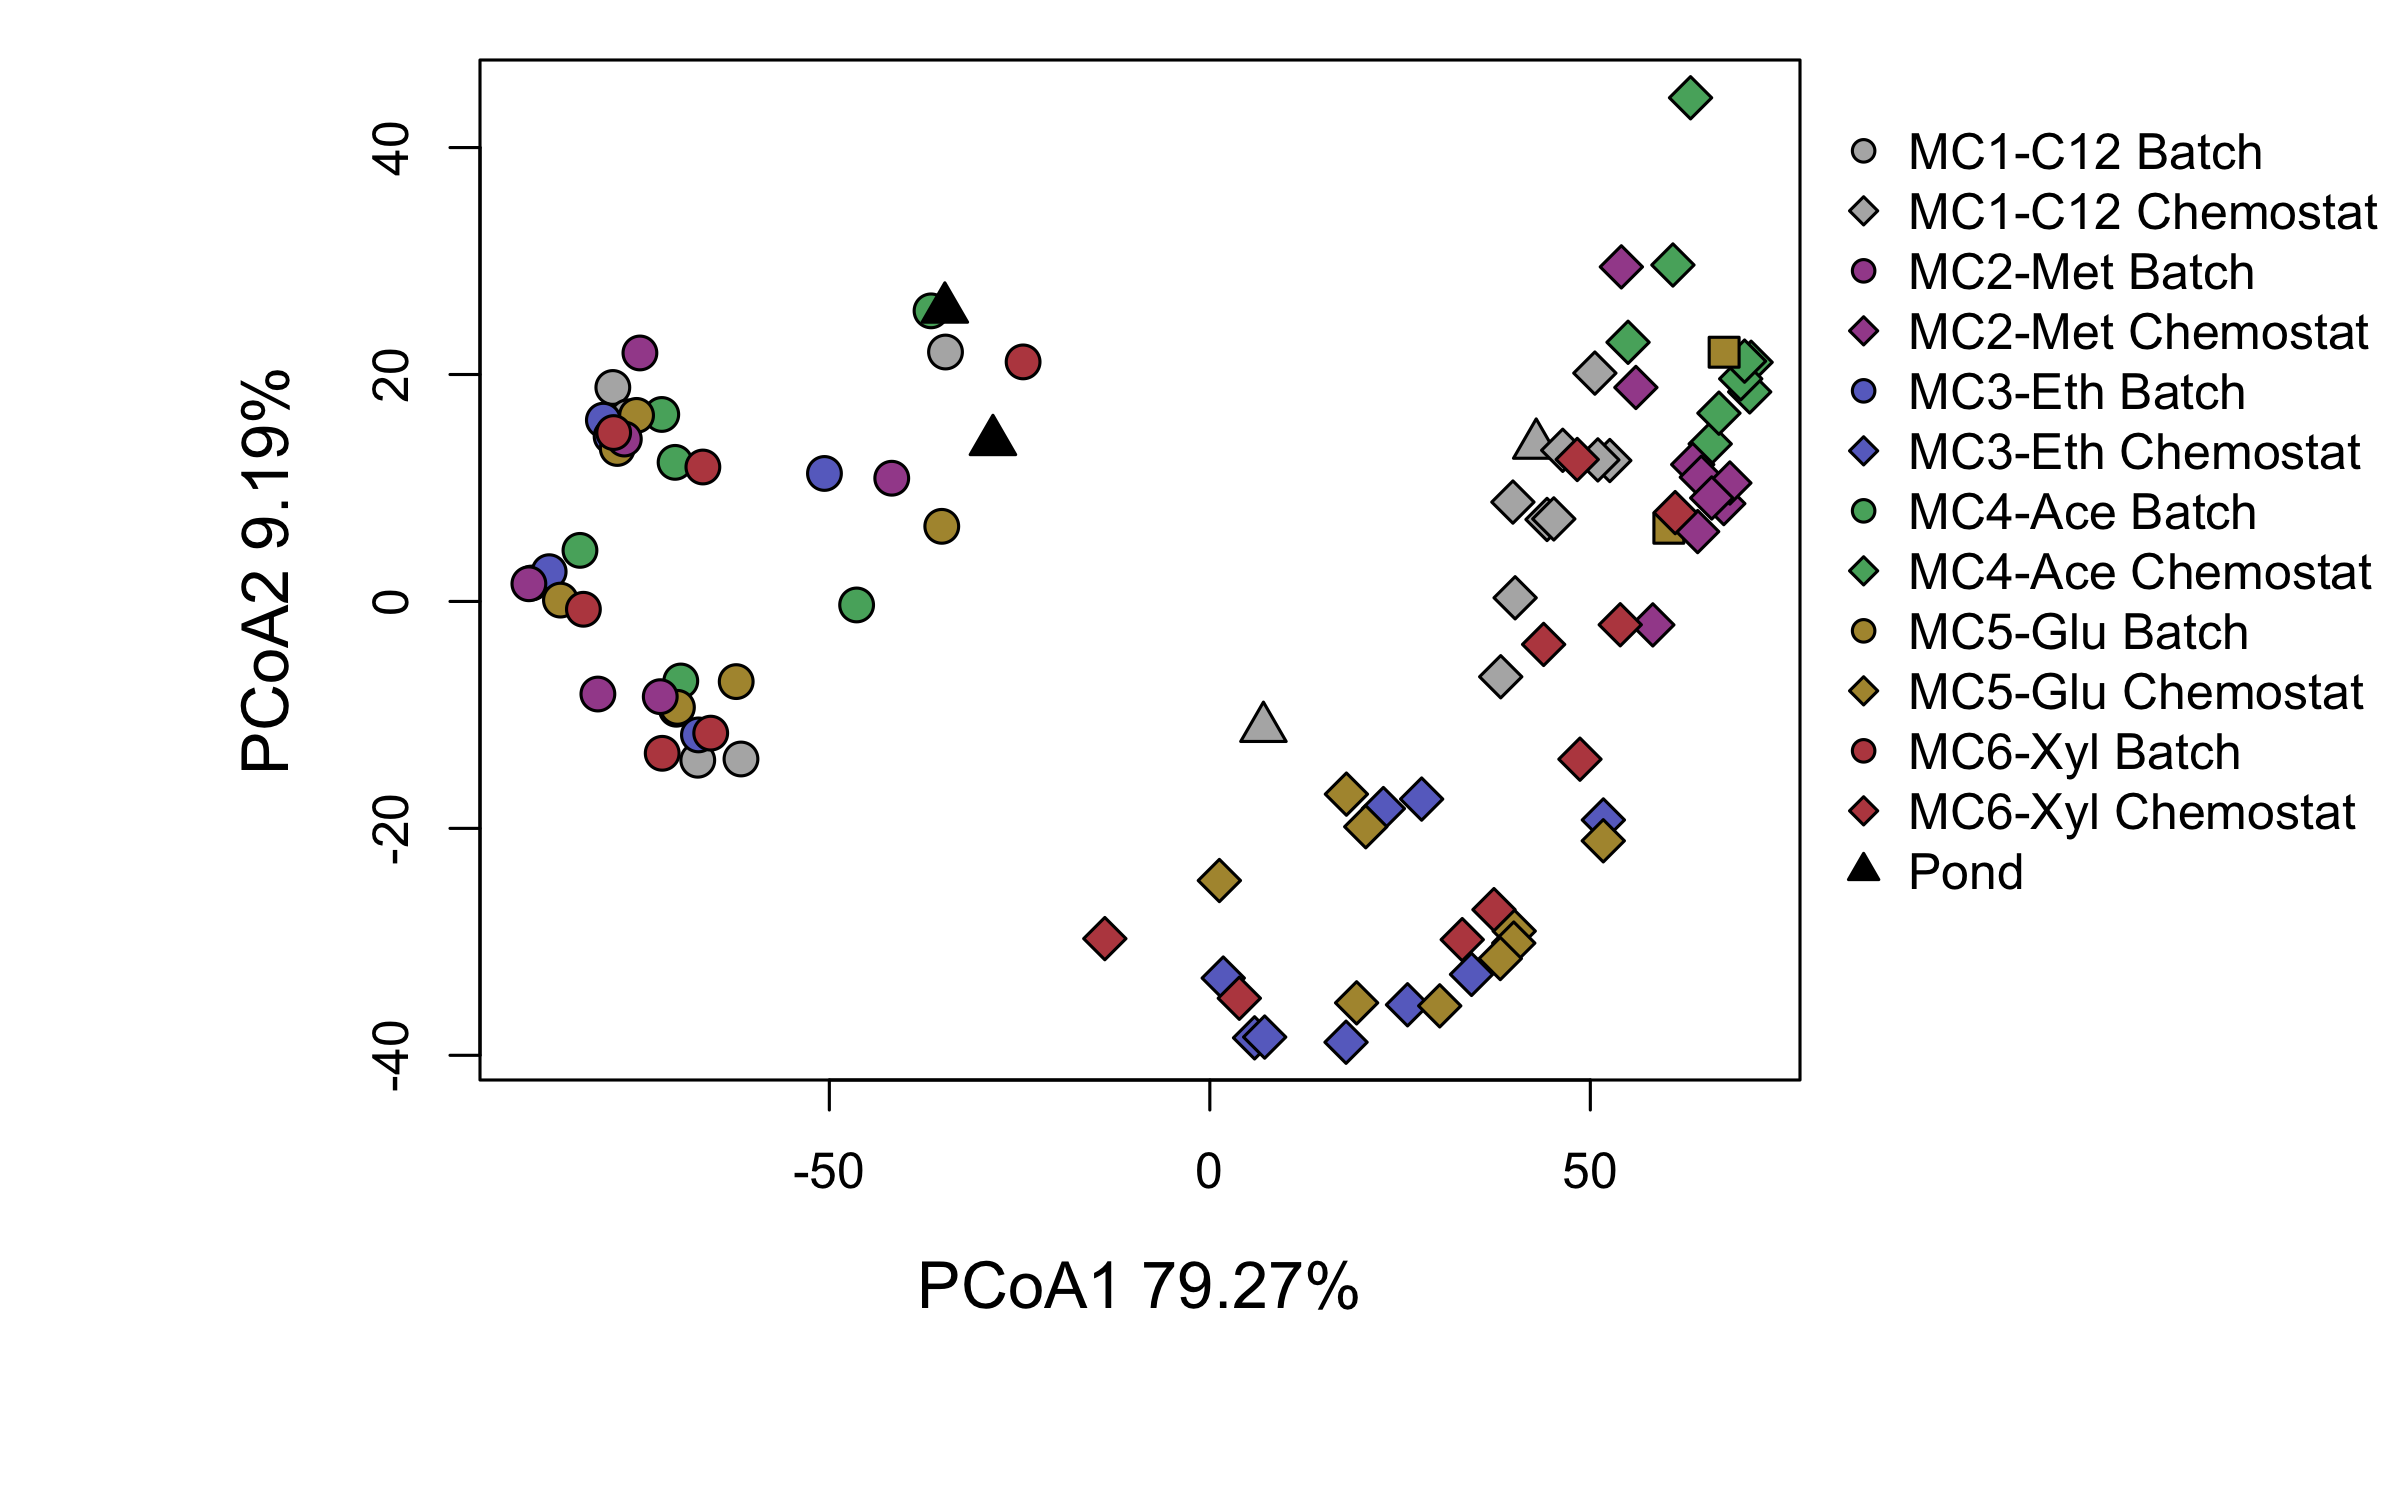 40
20
0
-20
-40
PCoA2 9.19%
-50
0
50
PCoA1 79.27%
MC1-C12 Batch
MC1-C12 Chemostat
MC2-Met Batch
MC2-Met Chemostat
MC3-Eth Batch
MC3-Eth Chemostat
MC4-Ace Batch
MC4-Ace Chemostat
MC5-Glu Batch
MC5-Glu Chemostat
MC6-Xyl Batch
MC6-Xyl Chemostat
Pond